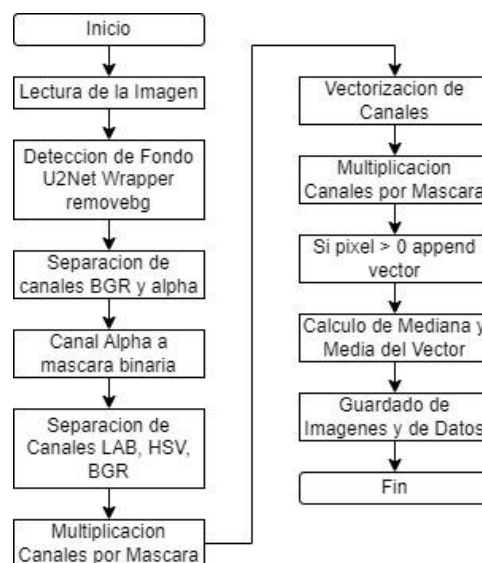 Inicio
Lectura de la Imagen
Deteccion de Fondo
U2Net Wrapper
removebg
Separacion de
canales BGR y alpha
Canal Alpha a
mascara binaria
Separacion de
Canales LAB, HSV,
BGR
Multiplicacion
Canales por Mascara
Vectorizacion de
Canales
Multiplicacion
Canales por Mascara
Si pixel > 0 append
vector
Calculo de Mediana y
Media del Vector
Guardado de
Imagenes y de Datos
Fin